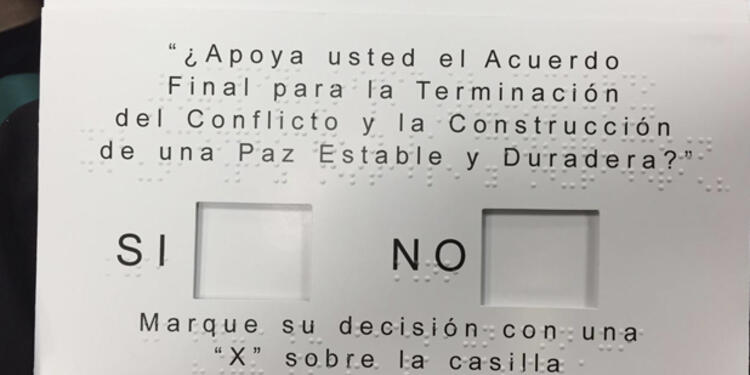 “¿Apoya usted el Acuerdo
Final para la Terminación
del Conflicto y la Construcción
de una Paz Estable y Duradera?”
SI NO
Marque su decisión con una
“X” sobre la casilla